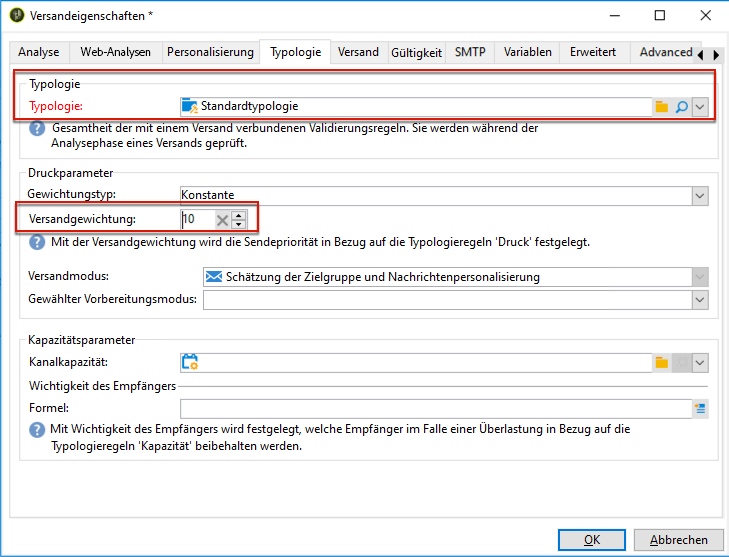 Versandeigenschaften *
Analyse Web-Analysen Personalisierung Typologie Versand Gültigkeit SMTP Variablen Erweitert Advanced
Typologie
Typologie: Standardtypologie
Gesamtheit der mit einem Versand verbundenen Validierungsregeln. Sie werden während der
Analysephase eines Versands geprüft.
Druckparameter
Gewichtungstyp: Konstante
Versandgewichtung: 10
Mit der Versandgewichtung wird die Sendepriorität in Bezug auf die Typologieregeln 'Druck' festgelegt.
Versandmodus: Schätzung der Zielgruppe und Nachrichtenpersonalisierung
Gewählter Vorbereitungsmodus:
Kapazitätsparameter
Kanalkapazität:
Wichtigkeit des Empfängers
Formel:
Mit Wichtigkeit des Empfängers wird festgelegt, welche Empfänger im Falle einer Überlastung in Bezug auf die
Typologieregeln 'Kapazität' beibehalten werden.
OK Abbrechen